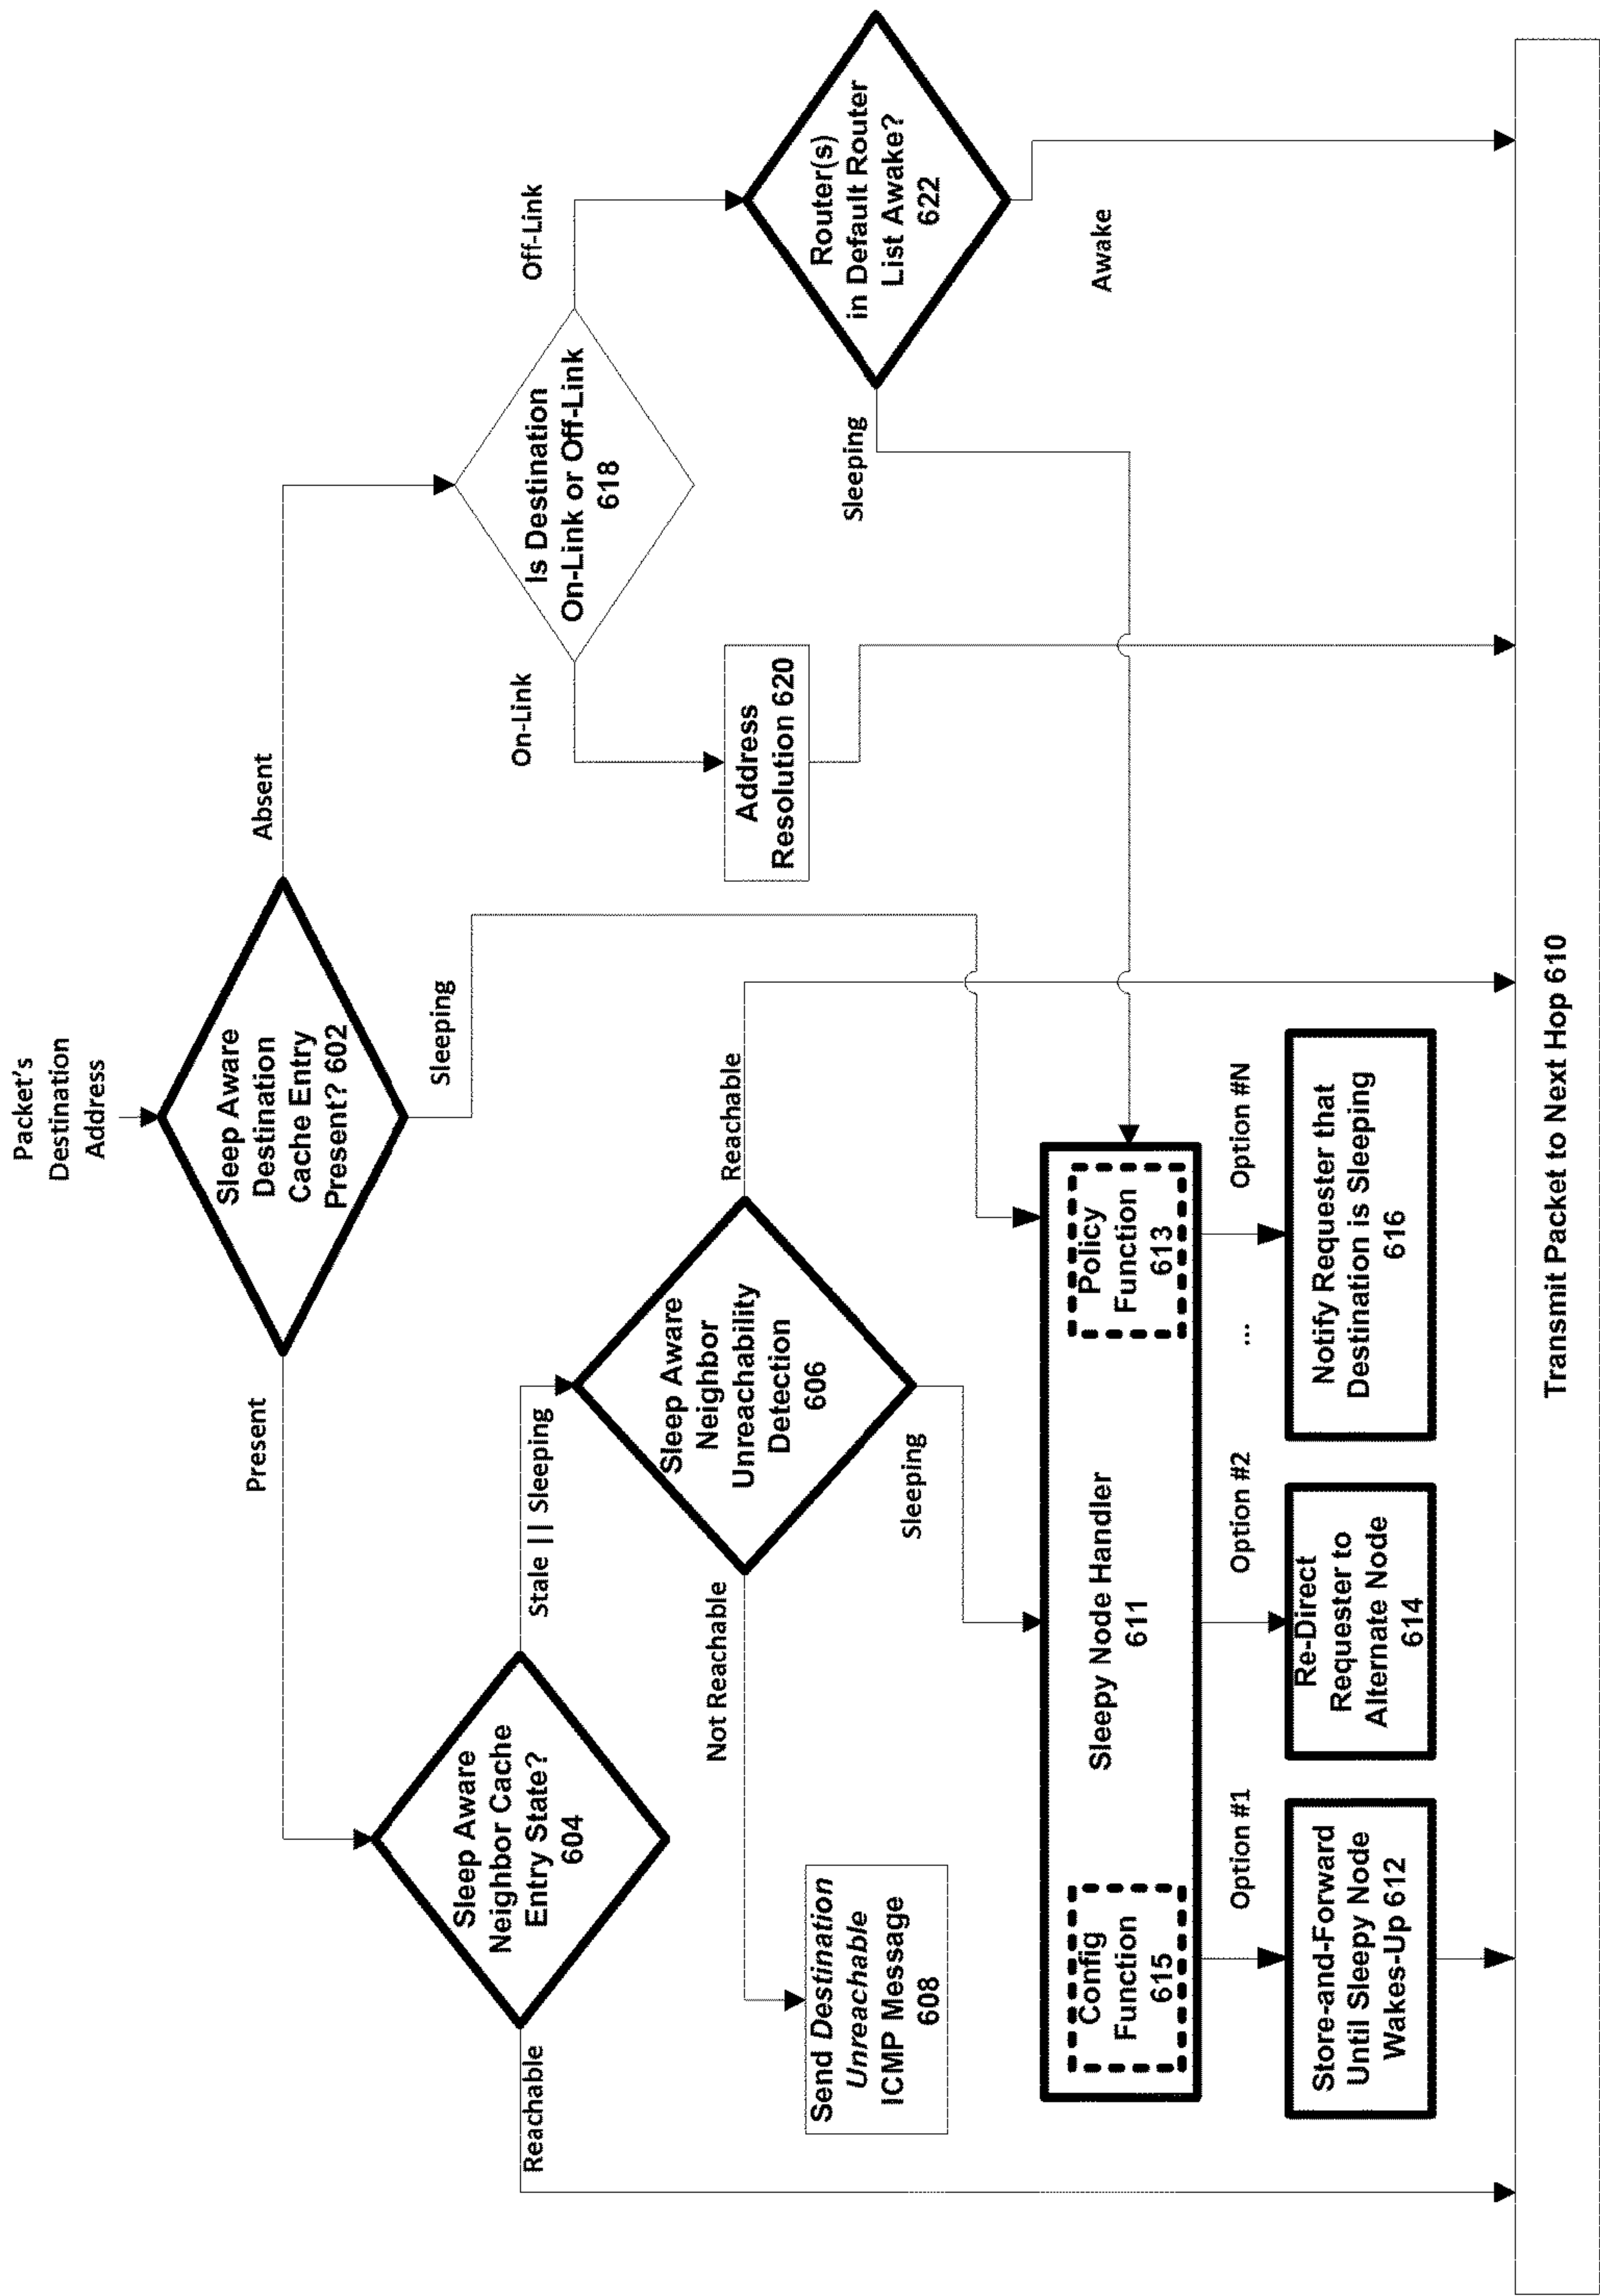 Packet's
Destination
Address
Sleep Aware
Destination
Cache Entry
Present? 602
Present
Absent
Sleeping
Sleep Aware
Neighbor Cache
Entry State?
604
Reachable
Stale || Sleeping
Is Destination
On-Link or Off-Link
618
On-Link
Off-Link
Sleep Aware
Neighbor
Unreachability
Detection
606
Not Reachable
Reachable
Sleeping
Address
Resolution 620
Router(s)
in Default Router
List Awake?
622
Sleeping
Awake
Send Destination
Unreachable
ICMP Message
608
Config
Function
615
Sleepy Node Handler
611
Policy
Function
613
Option #1
Option #2
...
Option #N
Store-and-Forward
Until Sleepy Node
Wakes-Up 612
Re-Direct
Requester to
Alternate Node
614
Notify Requester that
Destination is Sleeping
616
Transmit Packet to Next Hop 610